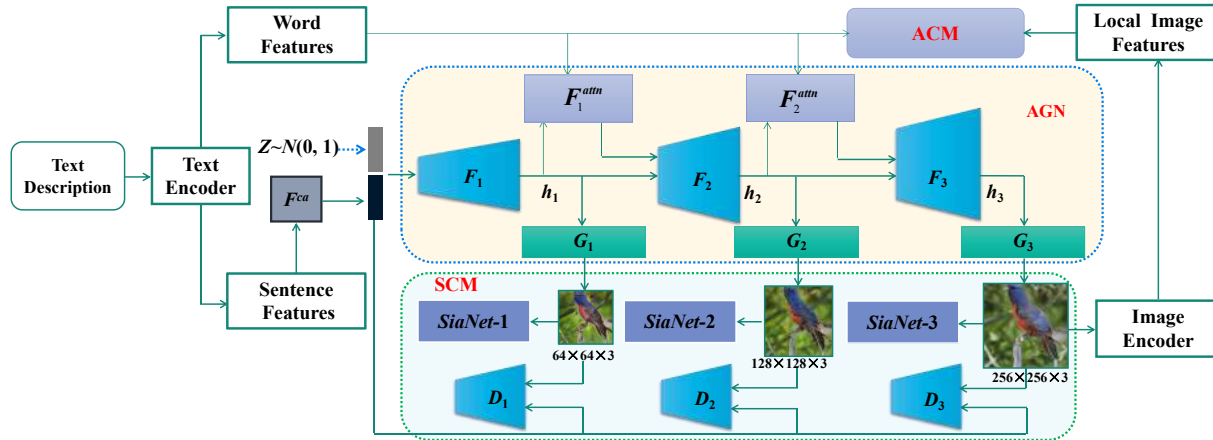 Word
Features
ACM
Local Image
Features
F₁ᵃᵗᵗⁿ
F₂ᵃᵗᵗⁿ
AGN
Z~N(0, 1)
Text
Description
Text
Encoder
F₁
F₂
F₃
h₁
h₂
h₃
Fᶜᵃ
G₁
G₂
G₃
SCM
Sentence
Features
SiaNet-1
SiaNet-2
SiaNet-3
Image
Encoder
64×64×3
128×128×3
256×256×3
D₁
D₂
D₃